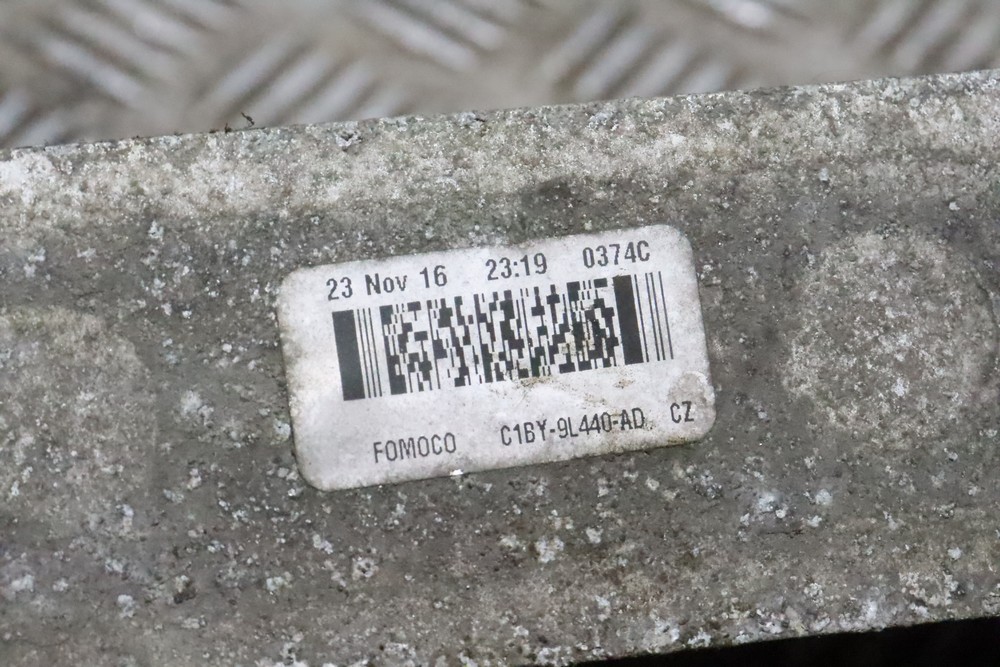 23 Nov 16 23:19 0374C
FOMOCO C1BY-9L440-AD CZ